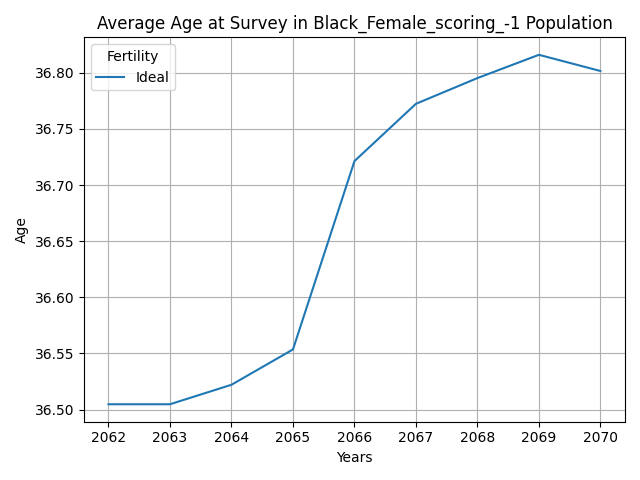 Average Age at Survey in Black_Female_scoring_-1 Population
Fertility
Ideal
36.80
36.75
36.70
36.65
36.60
36.55
36.50
Age
2062 2063 2064 2065 2066 2067 2068 2069 2070
Years